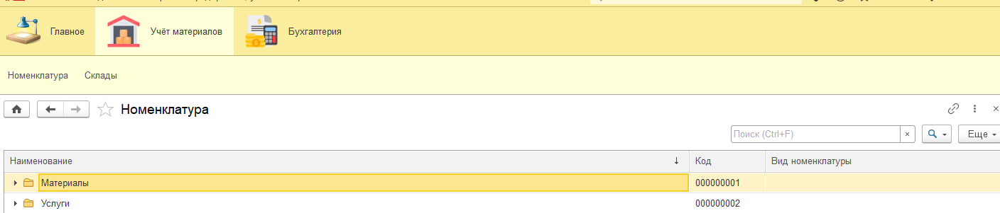 Главное Учёт материалов Бухгалтерия
Номенклатура Склады
Номенклатура
Поиск (Ctrl+F) × Еще
Наименование ↓ Код Вид номенклатуры
Материалы 000000001
Услуги 000000002